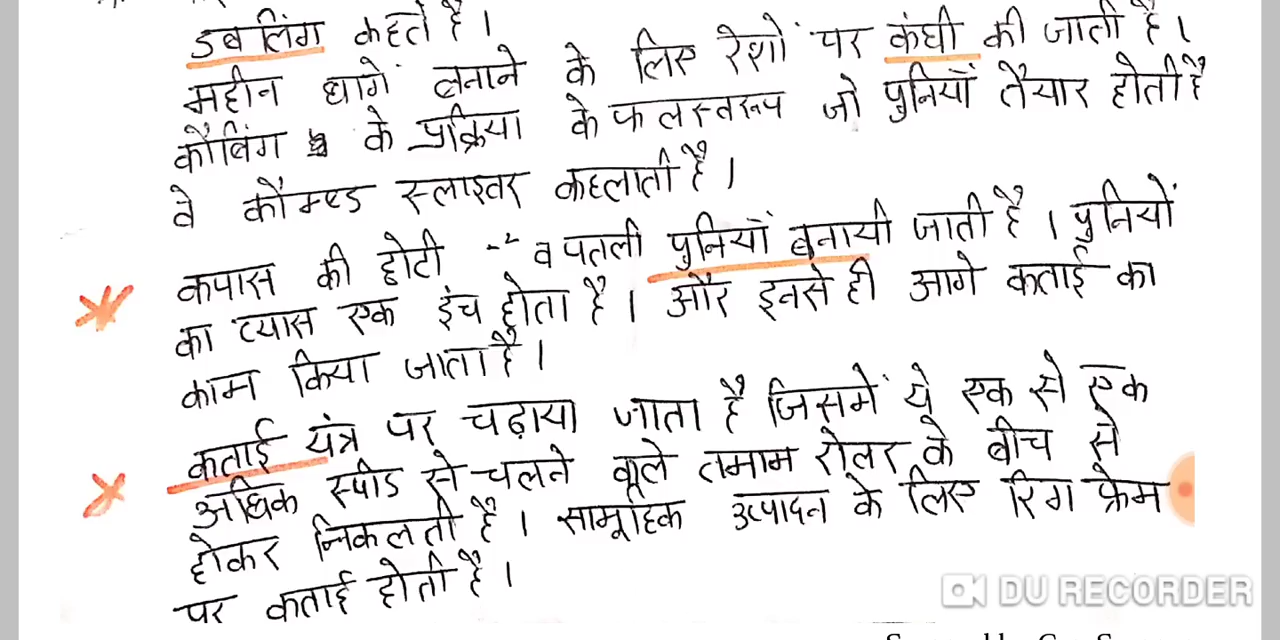 डबलिंग कहते है।
महीन धागें बनाने के लिए रेशों पर कंघी की जाती है।
कौबिंग के प्रक्रिया के फलस्वरूप जो पुनियाँ तैयार होती है
वे कौम्ब्ड स्लाइवर कहलाती है।
कपास की छोटी -२ व पतली पुनियाँ बनायी जाती है। पुनियों
का व्यास एक इंच होता है। और इनसे ही आगे कताई का
काम किया जाता है।
कताई यंत्र पर चढ़ाया जाता है जिसमें ये एक से एक
अधिक स्पीड से चलने वाले तमाम रोलर के बीच से
होकर निकलती है। सामूहिक उत्पादन के लिए रिंग फ्रेम
पर कताई होती है।
DU RECORDER